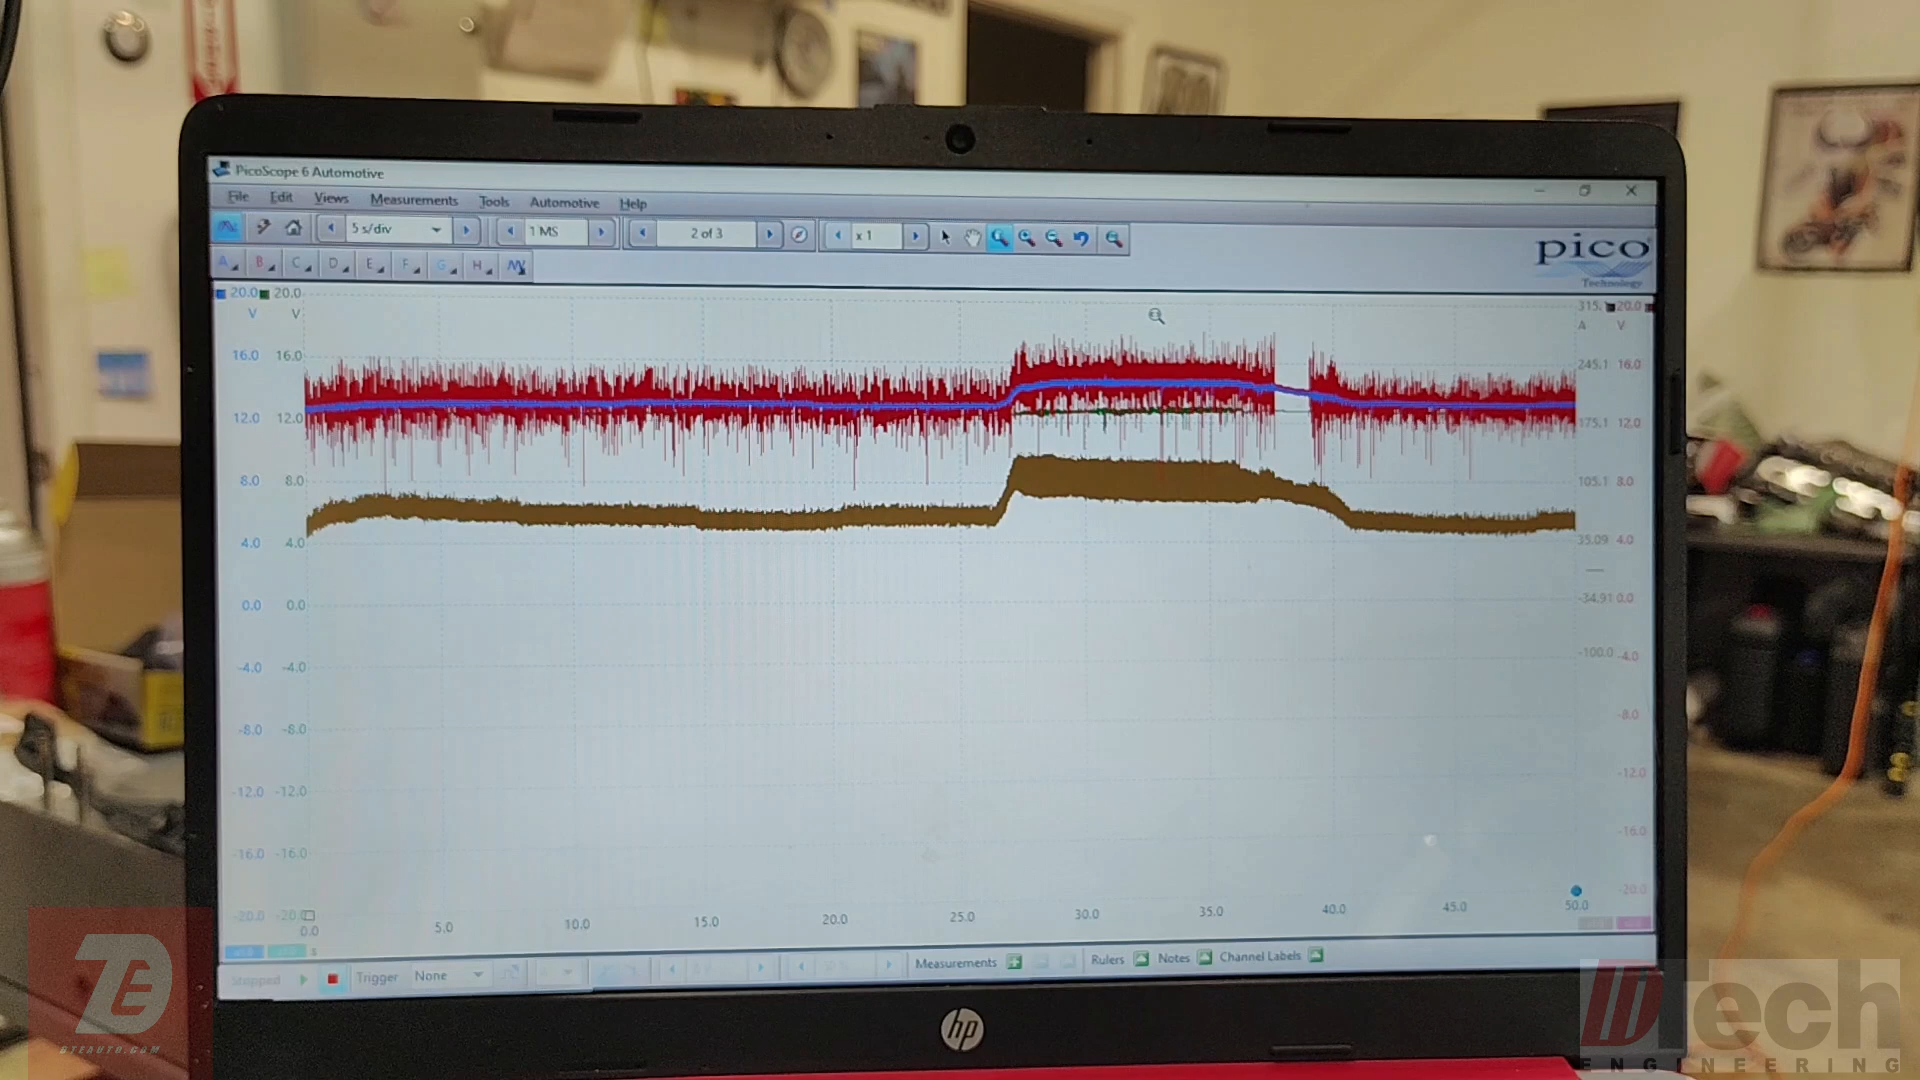 PicoScope 6 Automotive
File Edit Views Measurements Tools Automotive Help
5 s/div 1 MS 2 of 3 x 1
A B C D E F G H
pico
Technology
20.0 20.0 315. 20.0
V V A V
16.0 16.0 245.1 16.0
12.0 12.0 175.1 12.0
8.0 8.0 105.1 8.0
4.0 4.0 35.09 4.0
0.0 0.0 -34.91 0.0
-4.0 -4.0 -100.0 -4.0
-8.0 -8.0 -8.0
-12.0 -12.0 -12.0
-16.0 -16.0 -16.0
-20.0 -20.0 -20.0
0.0 5.0 10.0 15.0 20.0 25.0 30.0 35.0 40.0 45.0 50.0
s
Stopped Trigger None Measurements Rulers Notes Channel Labels
hp
DTEAUTO.COM
DTech
ENGINEERING